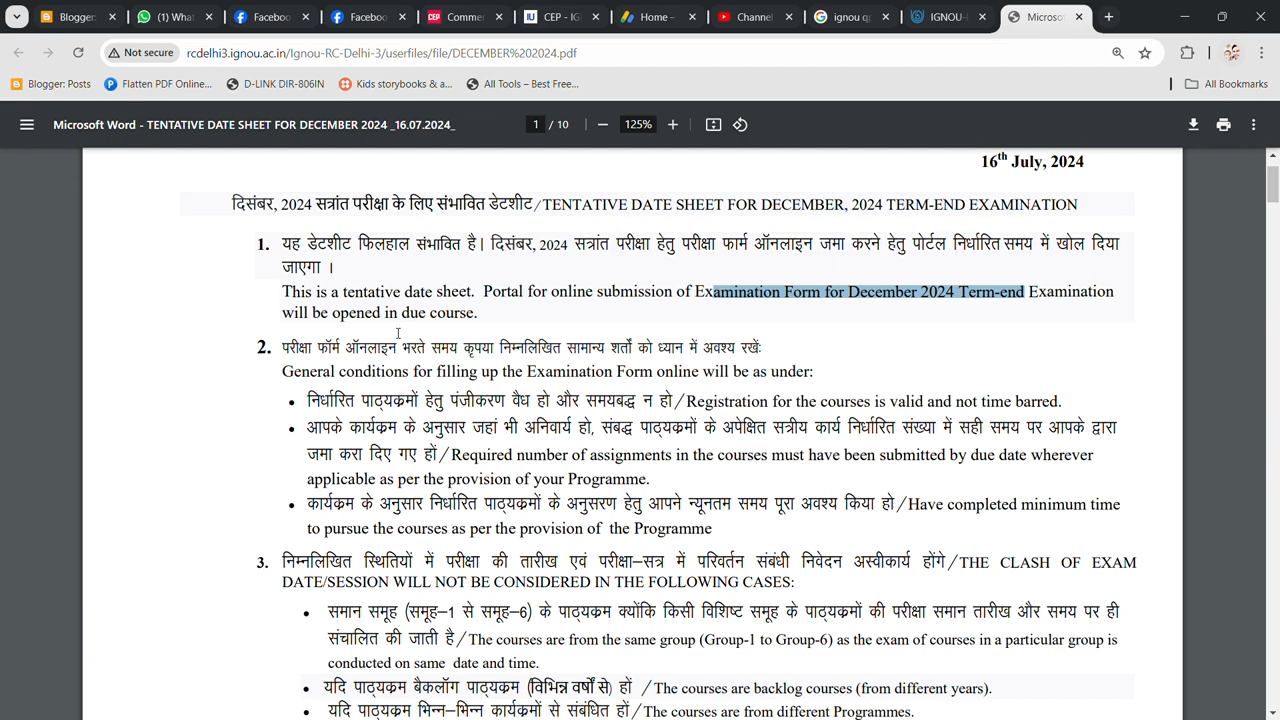 Blogger:
(1) Wha
Faceboo
Faceboo
Comme
CEP - IG
Home –
Channel
ignou q
IGNOU-
Microso
Not secure
rcdelhi3.ignou.ac.in/Ignou-RC-Delhi-3/userfiles/file/DECEMBER%202024.pdf
Blogger: Posts
Flatten PDF Online...
D-LINK DIR-806IN
Kids storybooks & a...
All Tools – Best Free...
All Bookmarks
Microsoft Word - TENTATIVE DATE SHEET FOR DECEMBER 2024 _16.07.2024_
1 / 10
125%
16th July, 2024
दिसंबर, 2024 सत्रांत परीक्षा के लिए संभावित डेटशीट/TENTATIVE DATE SHEET FOR DECEMBER, 2024 TERM-END EXAMINATION
1. यह डेटशीट फिलहाल संभावित है। दिसंबर, 2024 सत्रांत परीक्षा हेतु परीक्षा फार्म ऑनलाइन जमा करने हेतु पोर्टल निर्धारित समय में खोल दिया
जाएगा ।
This is a tentative date sheet. Portal for online submission of Examination Form for December 2024 Term-end Examination
will be opened in due course.
2. परीक्षा फॉर्म ऑनलाइन भरते समय कृपया निम्नलिखित सामान्य शर्तों को ध्यान में अवश्य रखें:
General conditions for filling up the Examination Form online will be as under:
• निर्धारित पाठ्यक्रमों हेतु पंजीकरण वैध हो और समयबद्ध न हो/Registration for the courses is valid and not time barred.
• आपके कार्यक्रम के अनुसार जहां भी अनिवार्य हो, संबद्ध पाठ्यक्रमों के अपेक्षित सत्रीय कार्य निर्धारित संख्या में सही समय पर आपके द्वारा
जमा करा दिए गए हों/Required number of assignments in the courses must have been submitted by due date wherever
applicable as per the provision of your Programme.
• कार्यक्रम के अनुसार निर्धारित पाठ्यक्रमों के अनुसरण हेतु आपने न्यूनतम समय पूरा अवश्य किया हो/Have completed minimum time
to pursue the courses as per the provision of the Programme
3. निम्नलिखित स्थितियों में परीक्षा की तारीख एवं परीक्षा–सत्र में परिवर्तन संबंधी निवेदन अस्वीकार्य होंगे/THE CLASH OF EXAM
DATE/SESSION WILL NOT BE CONSIDERED IN THE FOLLOWING CASES:
• समान समूह (समूह–1 से समूह–6) के पाठ्यक्रम क्योंकि किसी विशिष्ट समूह के पाठ्यक्रमों की परीक्षा समान तारीख और समय पर ही
संचालित की जाती है/The courses are from the same group (Group-1 to Group-6) as the exam of courses in a particular group is
conducted on same date and time.
• यदि पाठ्यक्रम बैकलॉग पाठ्यक्रम (विभिन्न वर्षों से) हों /The courses are backlog courses (from different years).
• यदि पाठ्यक्रम भिन्न–भिन्न कार्यक्रमों से संबंधित हों/The courses are from different Programmes.